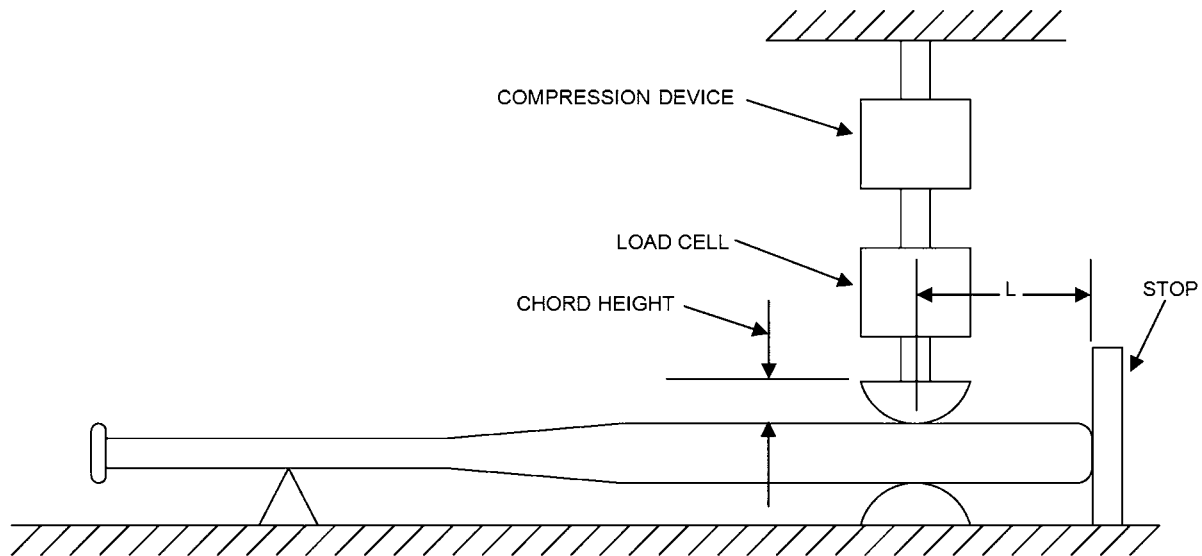 COMPRESSION DEVICE
LOAD CELL
L
STOP
CHORD HEIGHT